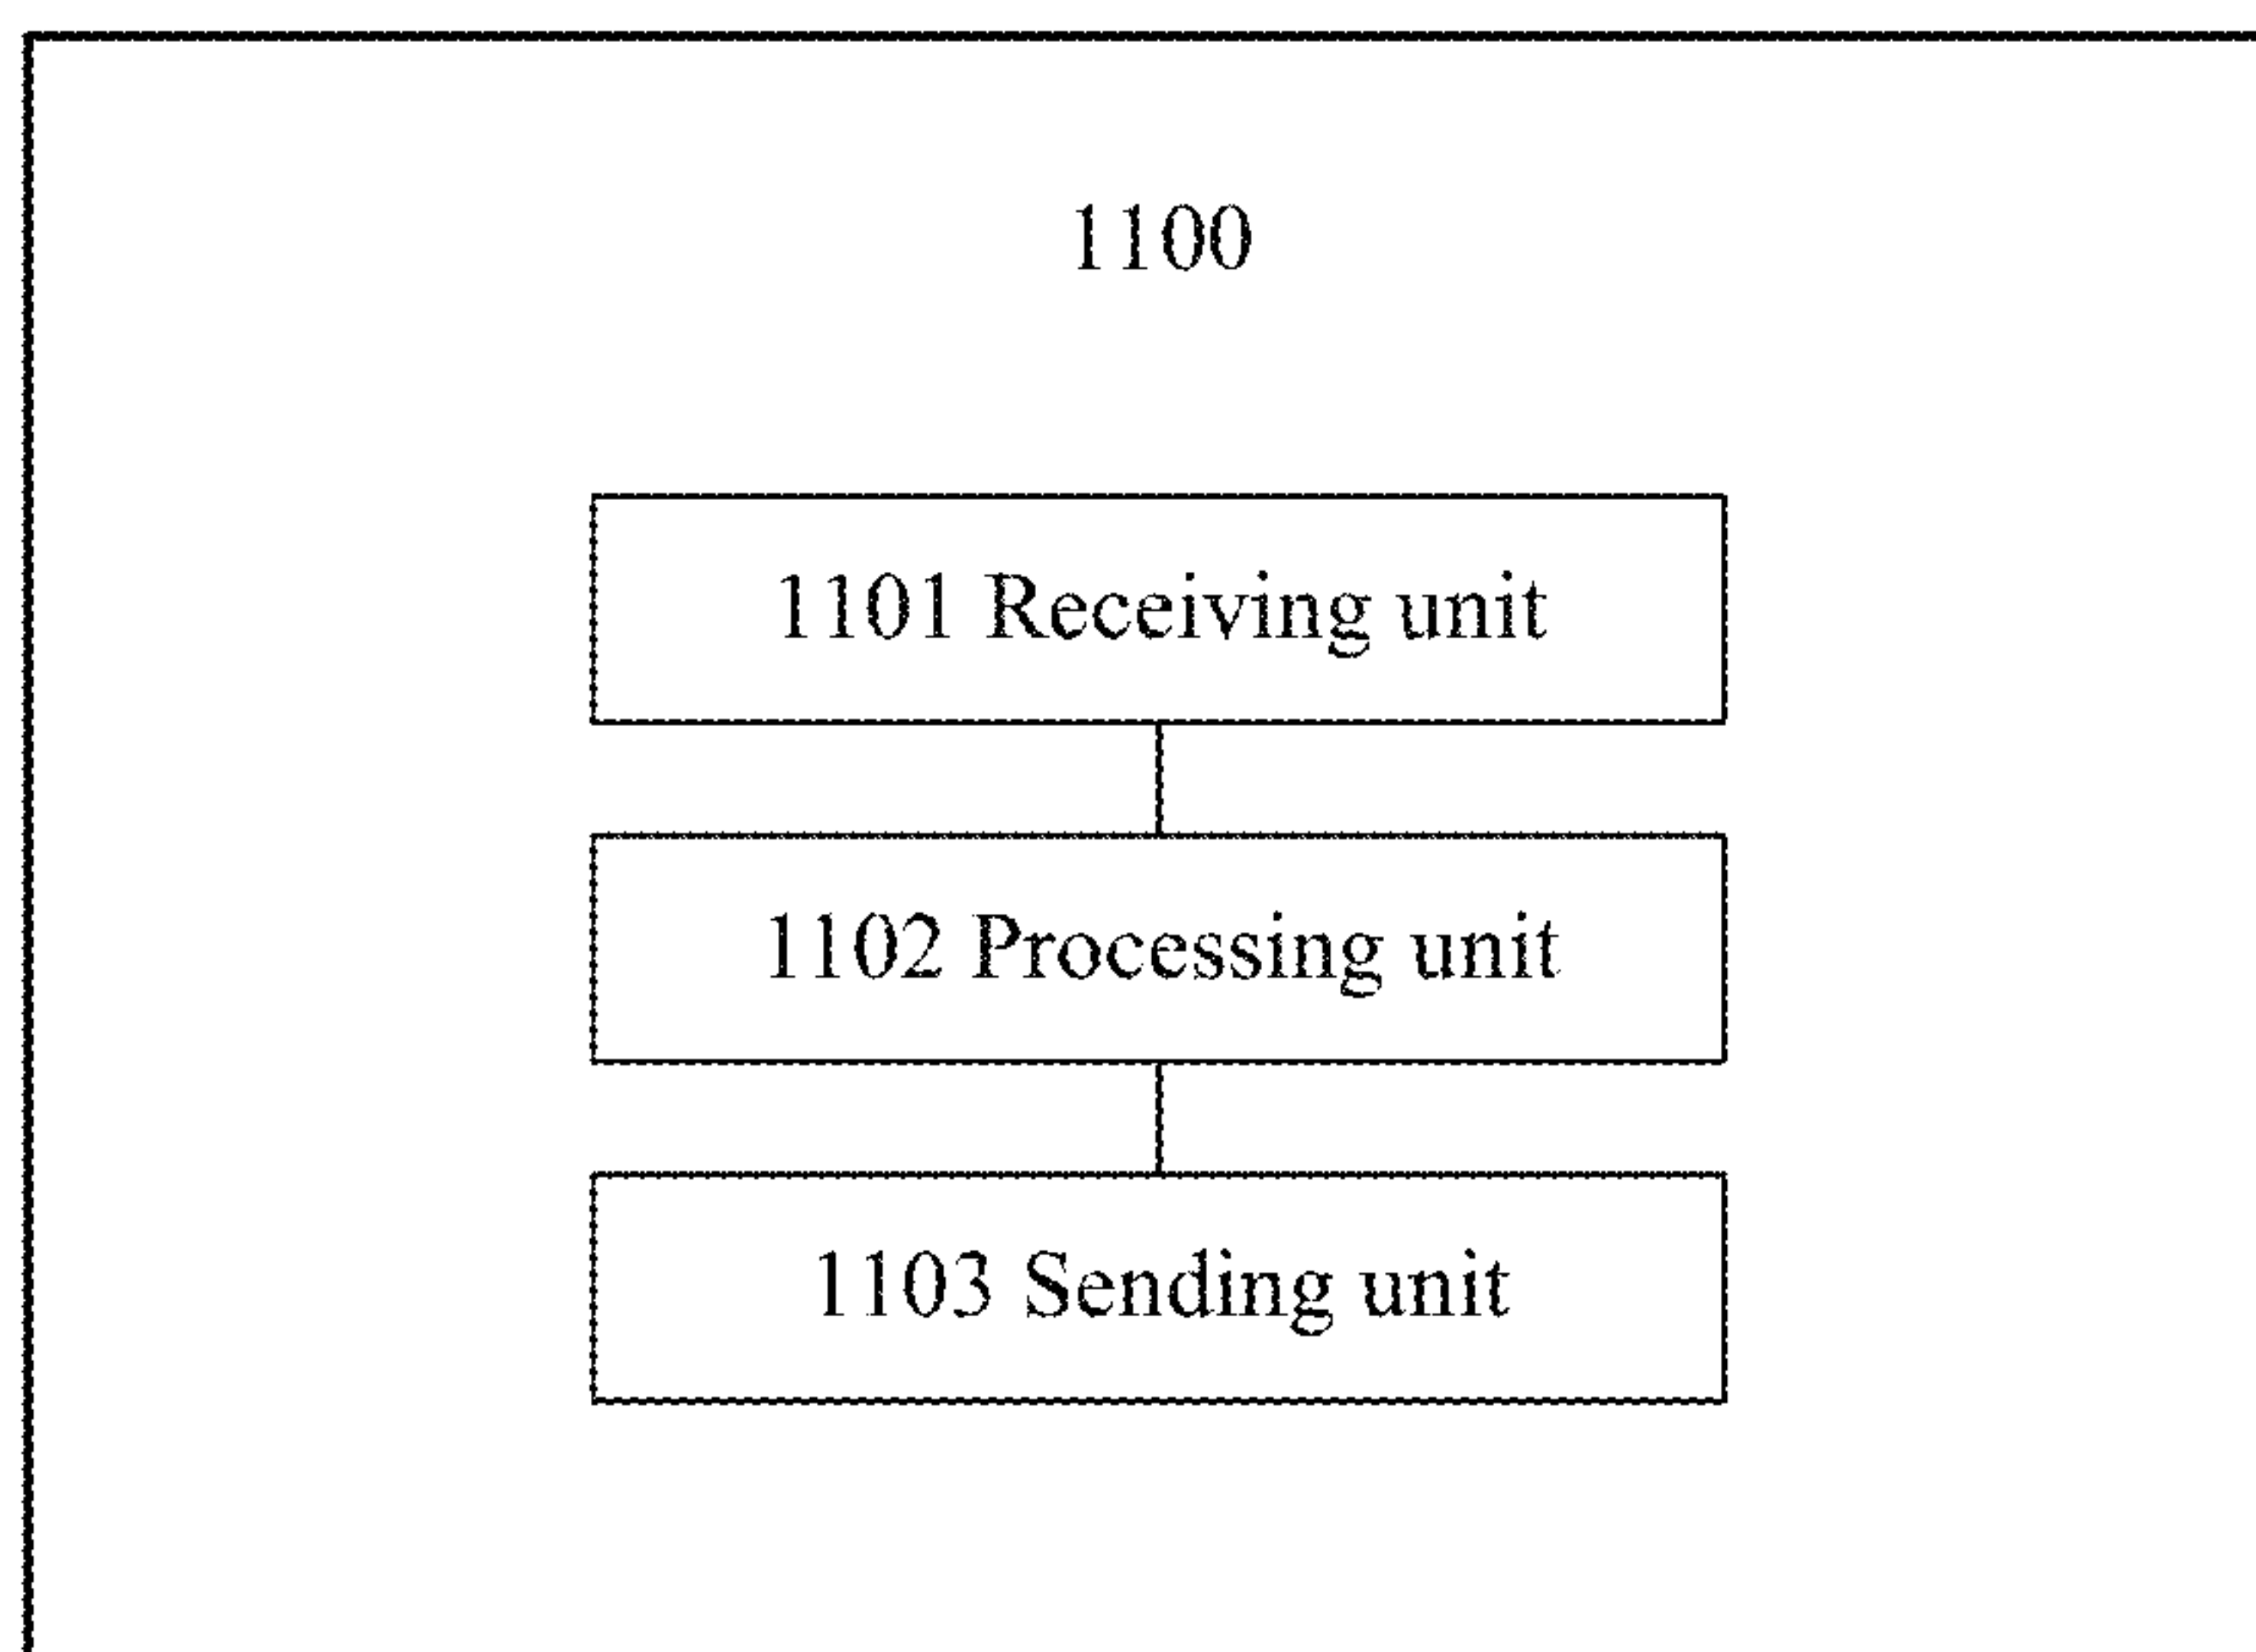 1100
1101 Receiving unit
1102 Processing unit
1103 Sending unit